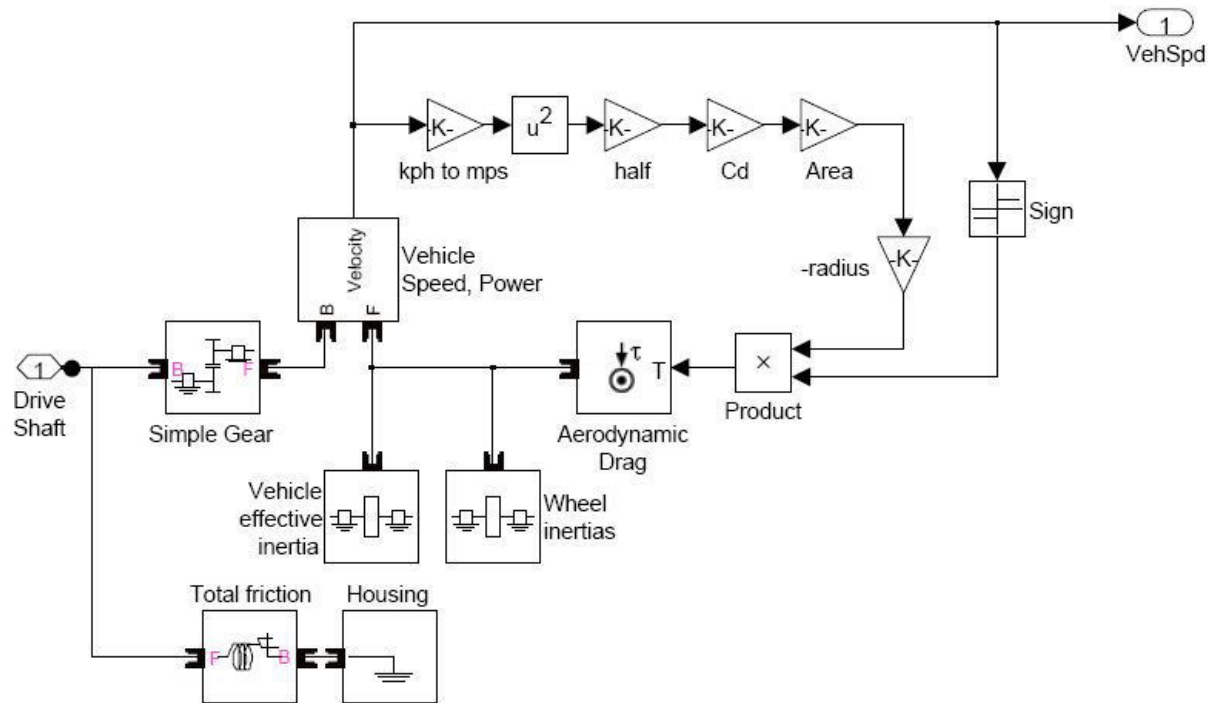 1
VehSpd
-K-
u2
-K-
-K-
-K-
kph to mps
half
Cd
Area
Sign
-K-
-radius
Velocity
B
F
Vehicle
Speed, Power
1
Drive
Shaft
B
F
Simple Gear
τ
T
Aerodynamic
Drag
×
Product
Vehicle
effective
inertia
Wheel
inertias
Total friction
F
B
Housing